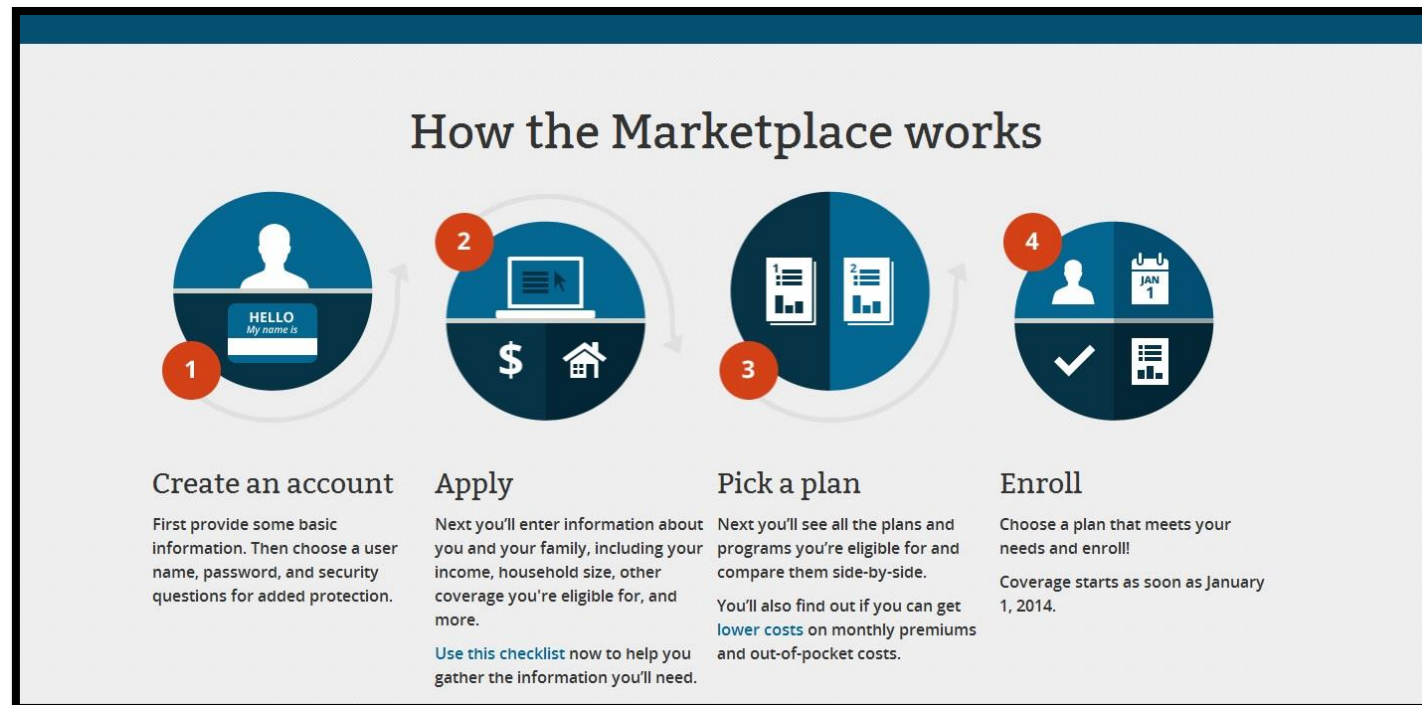 How the Marketplace works
1
HELLO
My name is
2
$
3
1
2
4
JAN
1
Create an account
First provide some basic
information. Then choose a user
name, password, and security
questions for added protection.
Apply
Next you’ll enter information about
you and your family, including your
income, household size, other
coverage you're eligible for, and
more.
Use this checklist now to help you
gather the information you’ll need.
Pick a plan
Next you’ll see all the plans and
programs you’re eligible for and
compare them side-by-side.
You’ll also find out if you can get
lower costs on monthly premiums
and out-of-pocket costs.
Enroll
Choose a plan that meets your
needs and enroll!
Coverage starts as soon as January
1, 2014.